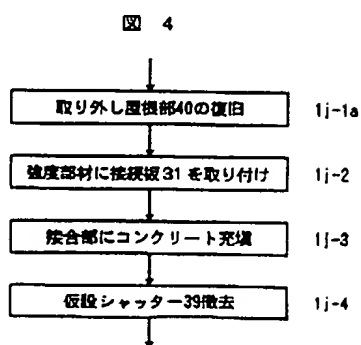 図 4
取り外し屋根部40の復旧 1j-1a
強度部材に接続板31を取り付け 1j-2
接合部にコンクリート充填 1j-3
仮設シャッター39撤去 1j-4